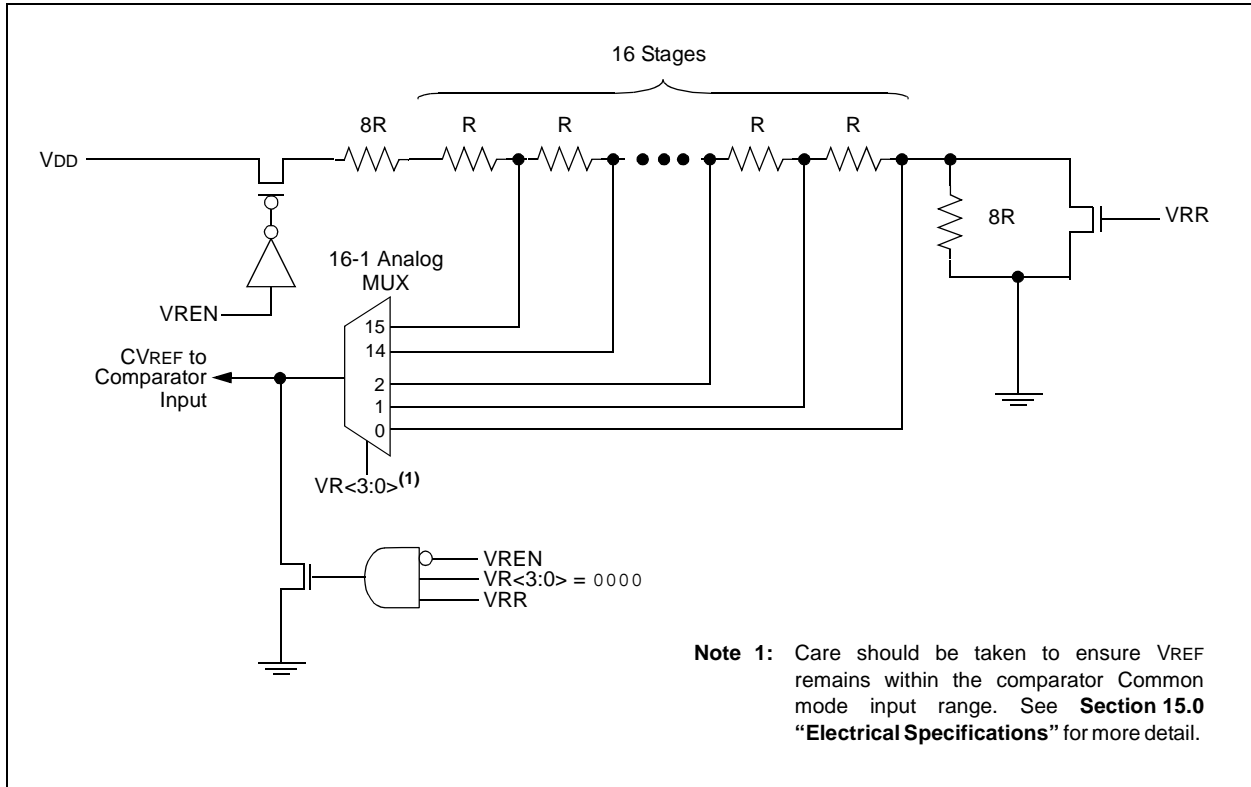 16 Stages
8R
R
R
R
R
VDD
8R
VRR
16-1 Analog
MUX
VREN
15
14
2
1
0
CVREF to
Comparator
Input
VR<3:0>(1)
VREN
VR<3:0> = 0000
VRR
Note 1: Care should be taken to ensure VREF
remains within the comparator Common
mode input range. See Section 15.0
“Electrical Specifications” for more detail.